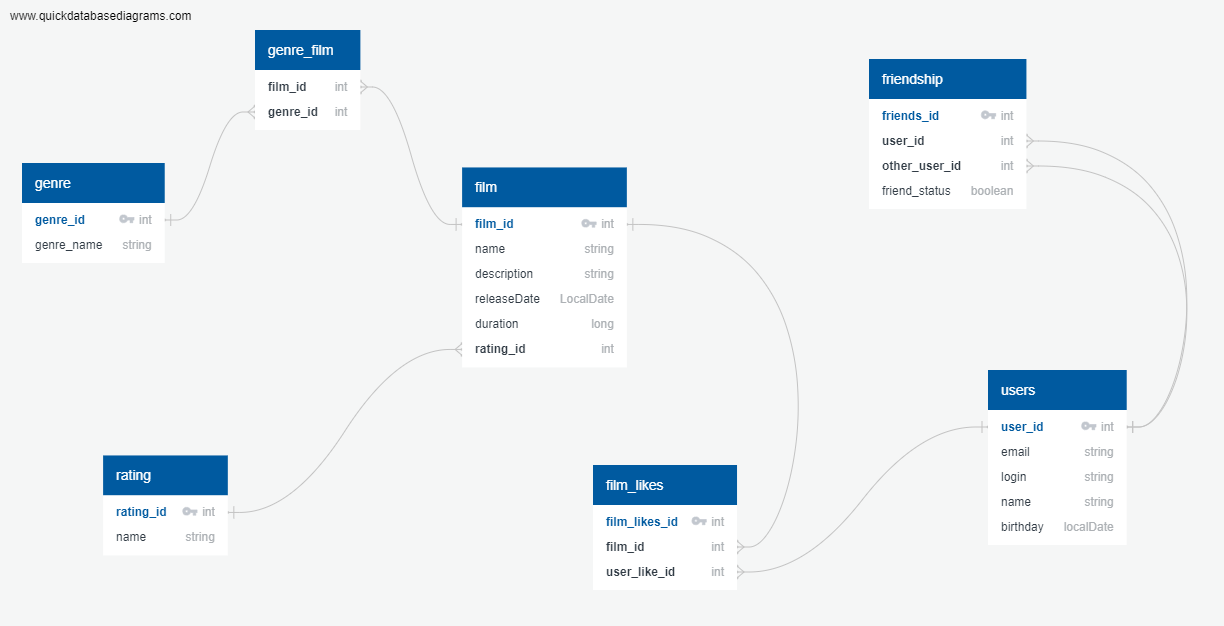 www.quickdatabasediagrams.com
genre_film
film_id int
genre_id int
friendship
friends_id int
user_id int
other_user_id int
friend_status boolean
genre
genre_id int
genre_name string
film
film_id int
name string
description string
releaseDate LocalDate
duration long
rating_id int
users
user_id int
email string
login string
name string
birthday localDate
rating
rating_id int
name string
film_likes
film_likes_id int
film_id int
user_like_id int